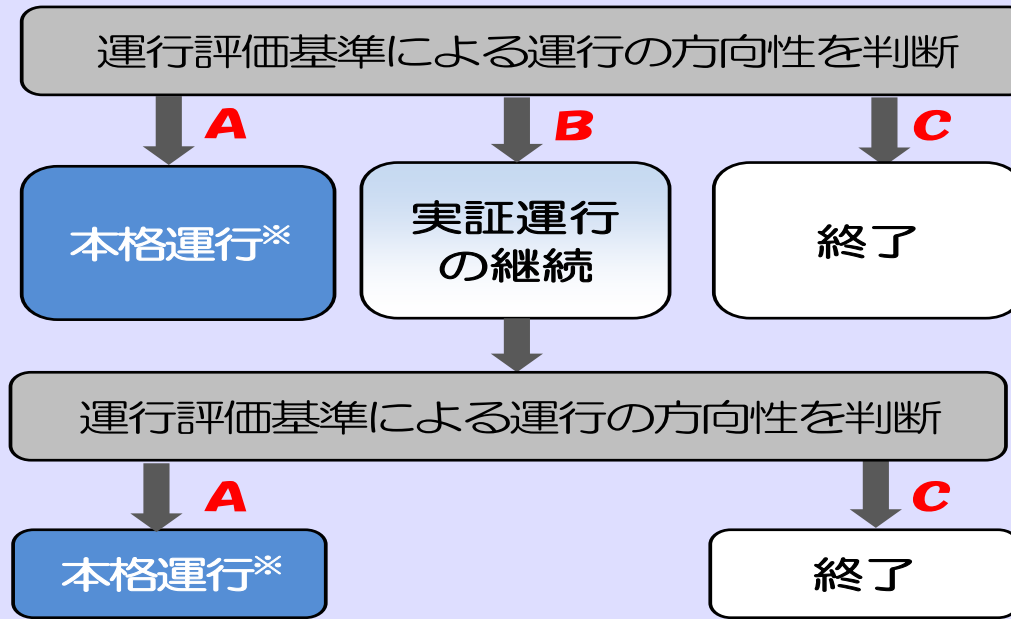 運行評価基準による運行の方向性を判断
A
B
C
本格運行※
実証運行
の継続
終了
運行評価基準による運行の方向性を判断
A
C
本格運行※
終了